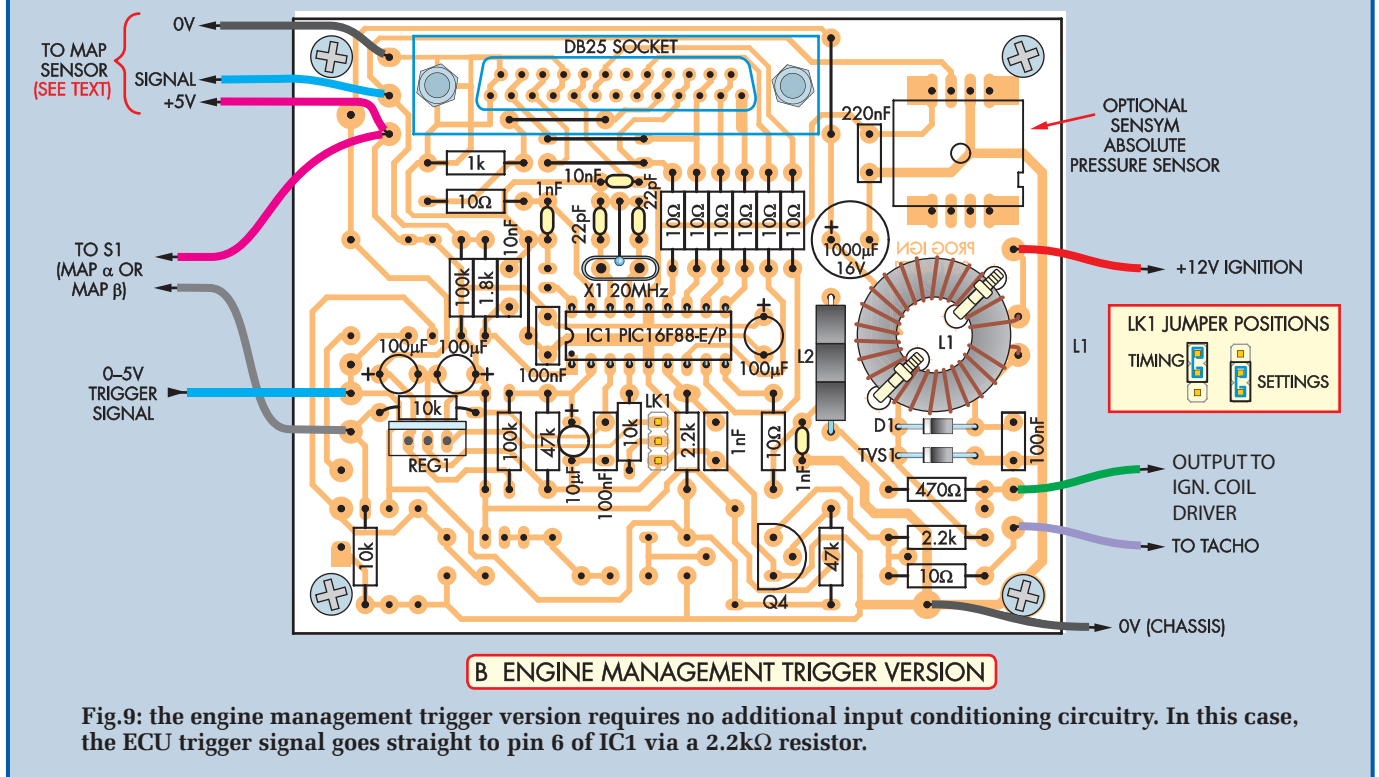 0V
TO MAP
SENSOR
(SEE TEXT)
SIGNAL
+5V
DB25 SOCKET
220nF
OPTIONAL
SENSYM
ABSOLUTE
PRESSURE SENSOR
1k
10Ω
10nF
1nF
22pF
22pF
10Ω
10Ω
10Ω
10Ω
10Ω
10Ω
TO S1
(MAP α OR
MAP β)
100k
1.8k
10nF
X1 20MHz
+
1000µF
16V
PROG IGN
+12V IGNITION
IC1 PIC16F88-E/P
+
100µF
100nF
L2
L1
L1
LK1 JUMPER POSITIONS
TIMING
SETTINGS
100µF
100µF
+
+
0–5V
TRIGGER
SIGNAL
10k
REG1
100k
47k
+
10µF
100nF
10k
LK1
2.2k
1nF
10Ω
1nF
D1
TVS1
100nF
470Ω
OUTPUT TO
IGN. COIL
DRIVER
10k
Q4
47k
2.2k
10Ω
TO TACHO
0V (CHASSIS)
B ENGINE MANAGEMENT TRIGGER VERSION
Fig.9: the engine management trigger version requires no additional input conditioning circuitry. In this case,
the ECU trigger signal goes straight to pin 6 of IC1 via a 2.2kΩ resistor.